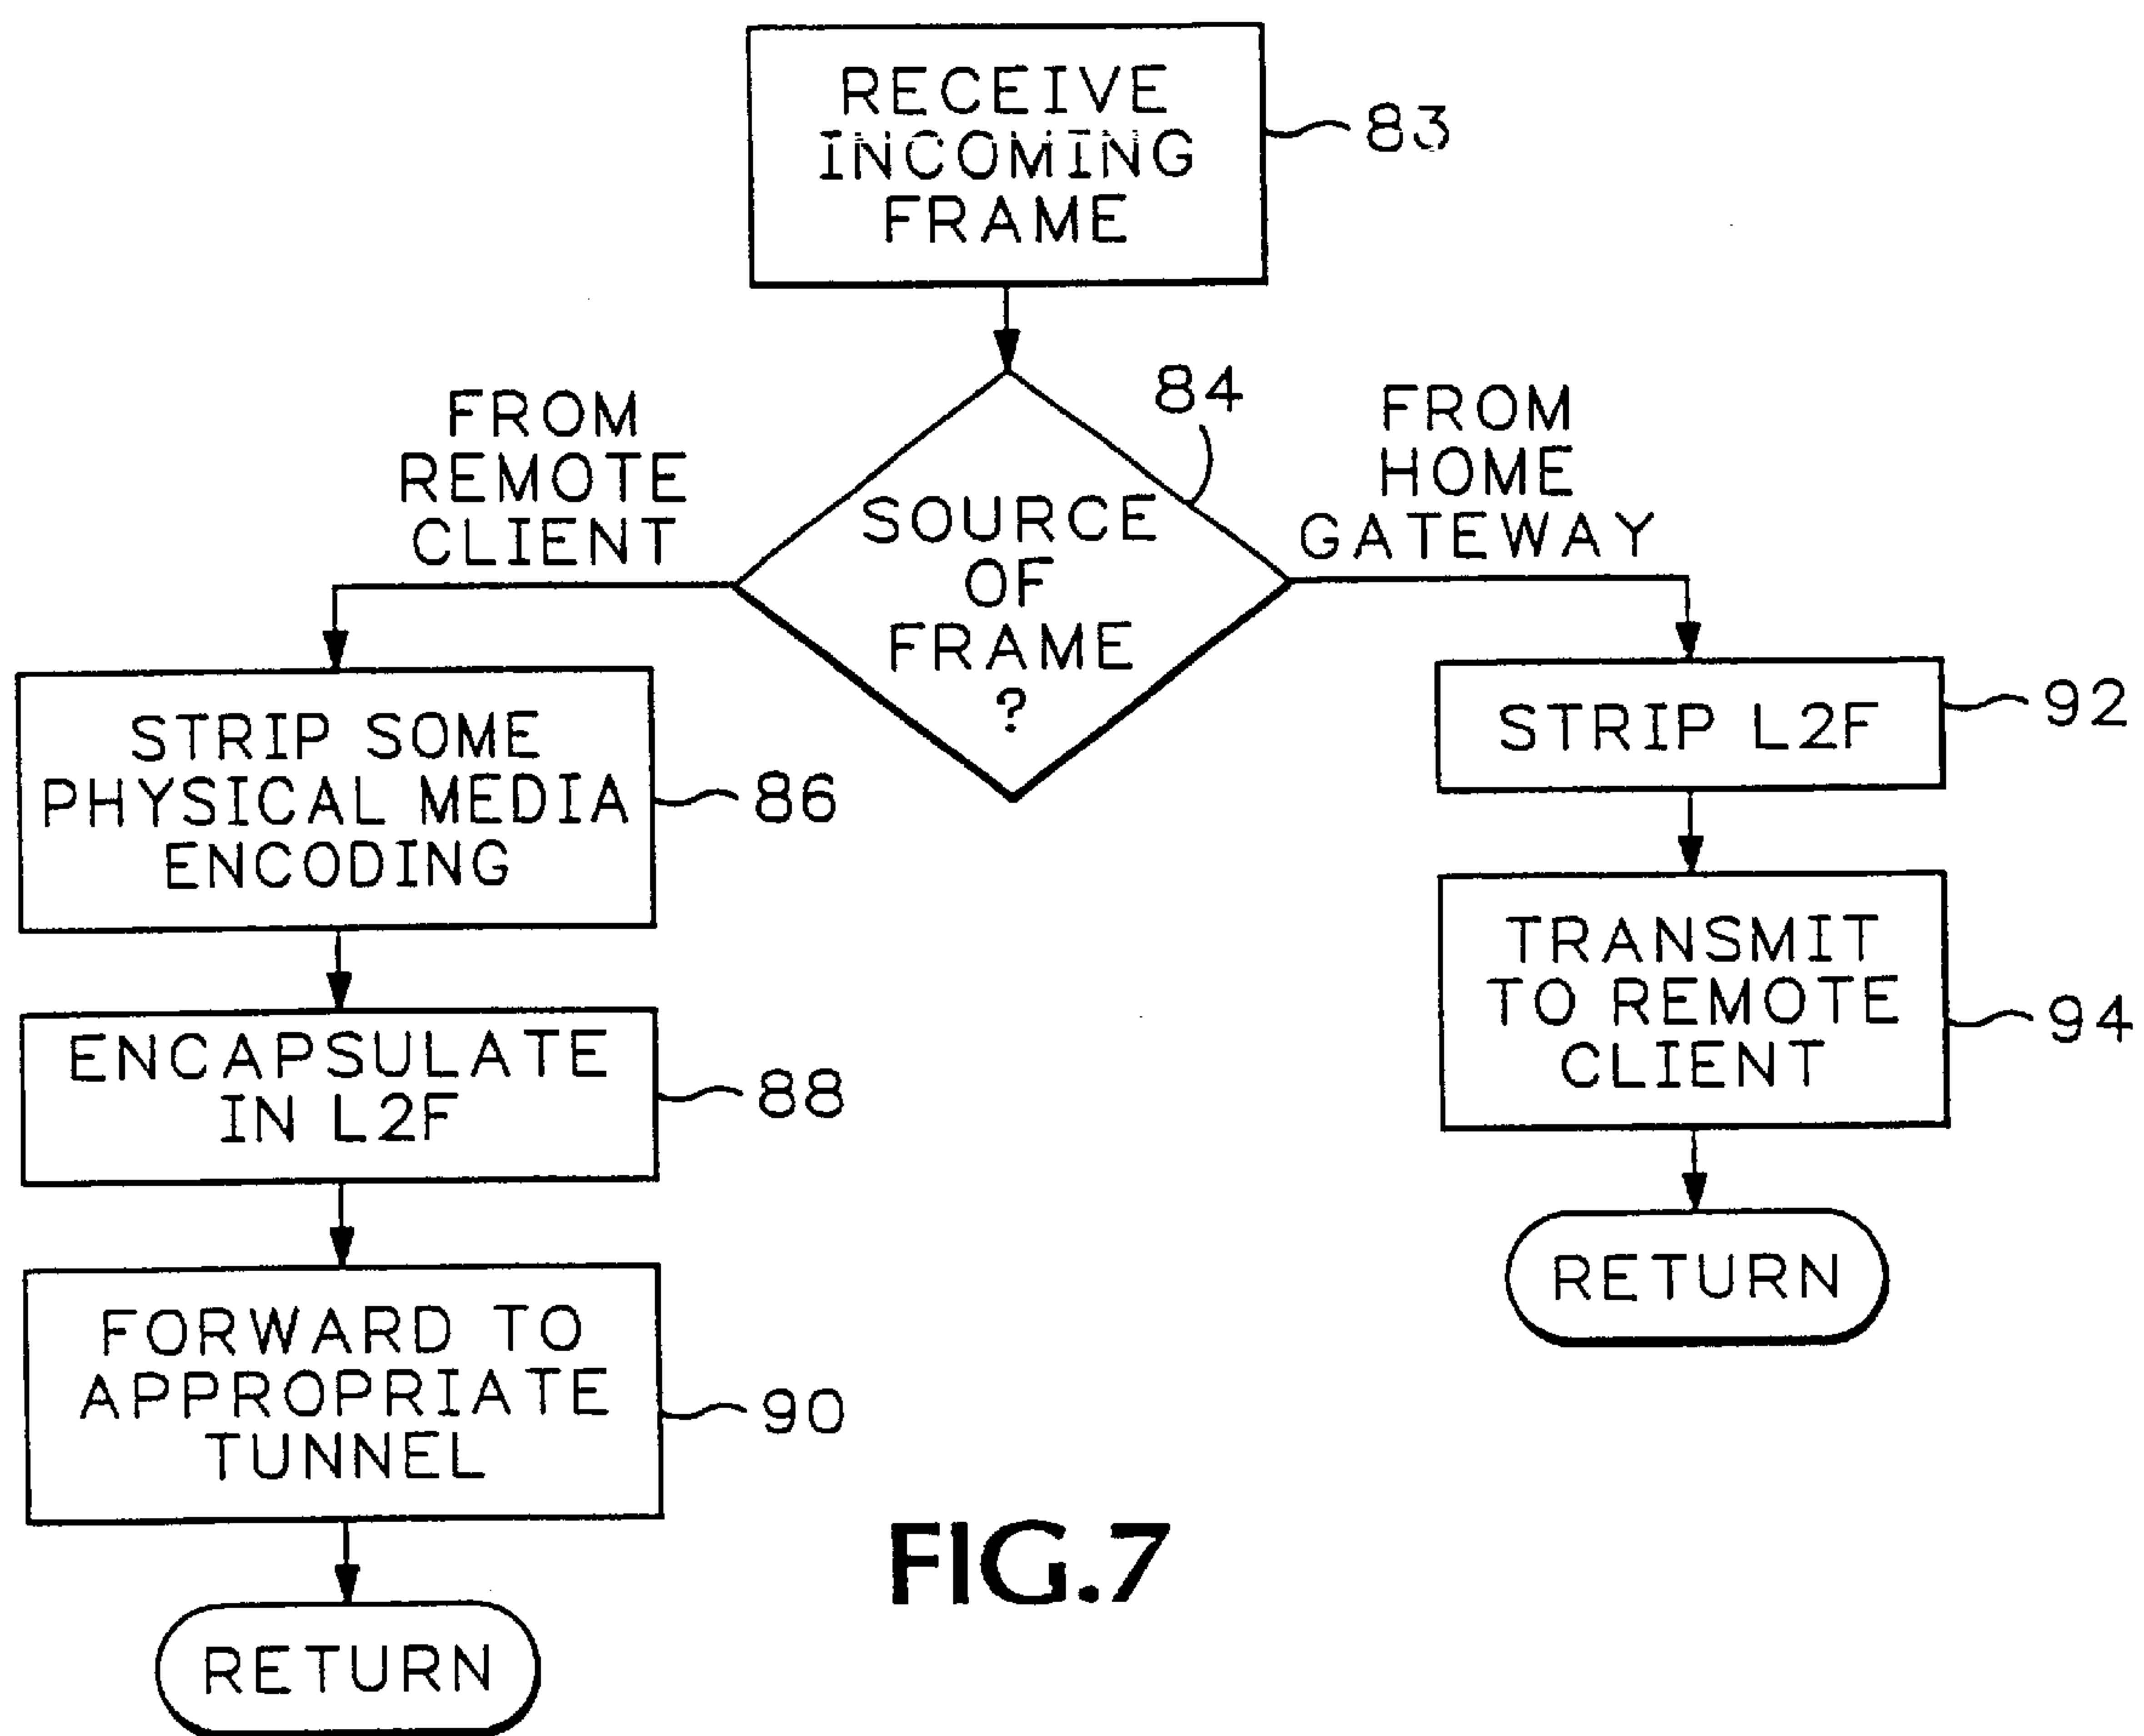 RECEIVE
INCOMING
FRAME
83
84
FROM
REMOTE
CLIENT
SOURCE
OF
FRAME
?
FROM
HOME
GATEWAY
STRIP SOME
PHYSICAL MEDIA
ENCODING
86
ENCAPSULATE
IN L2F
88
FORWARD TO
APPROPRIATE
TUNNEL
90
RETURN
STRIP L2F
92
TRANSMIT
TO REMOTE
CLIENT
94
RETURN
FIG.7